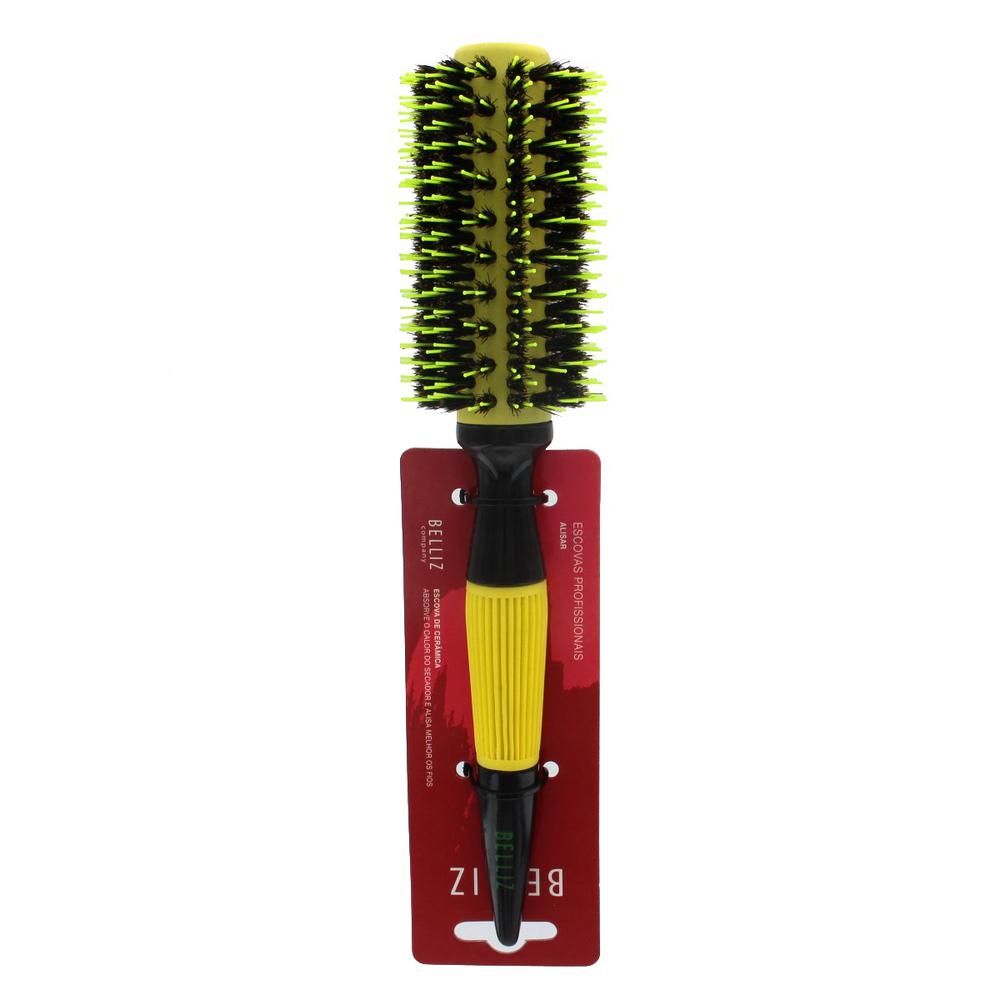 BELLIZ
company
ESCOVA DE CERÂMICA
ABSORVE O CALOR DO SECADOR E ALISA MELHOR OS FIOS
ESCOVAS PROFISSIONAIS
ALISAR
BELLIZ
BELLIZ